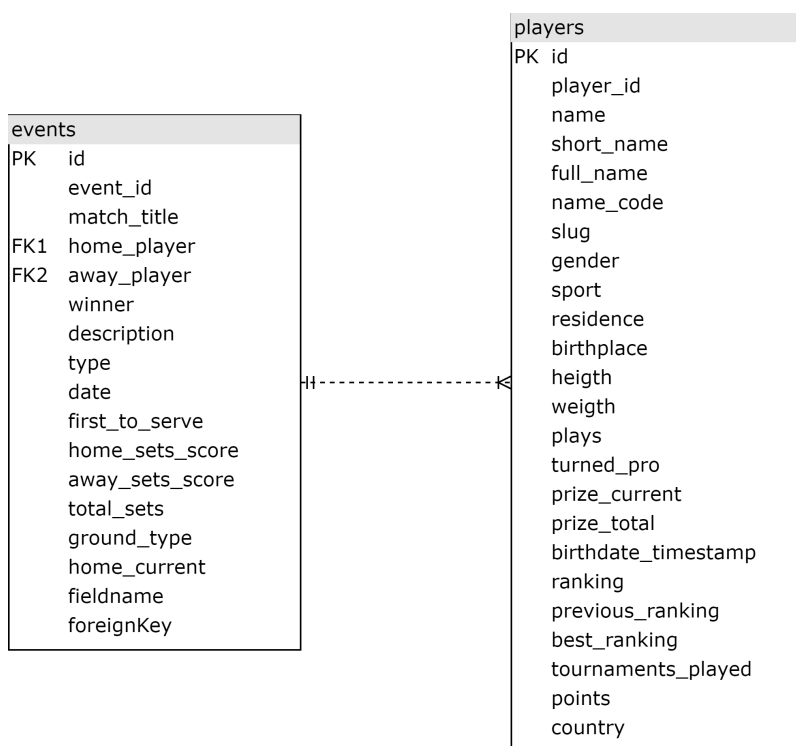 events
PK id
event_id
match_title
FK1 home_player
FK2 away_player
winner
description
type
date
first_to_serve
home_sets_score
away_sets_score
total_sets
ground_type
home_current
fieldname
foreignKey
players
PK id
player_id
name
short_name
full_name
name_code
slug
gender
sport
residence
birthplace
heigth
weigth
plays
turned_pro
prize_current
prize_total
birthdate_timestamp
ranking
previous_ranking
best_ranking
tournaments_played
points
country